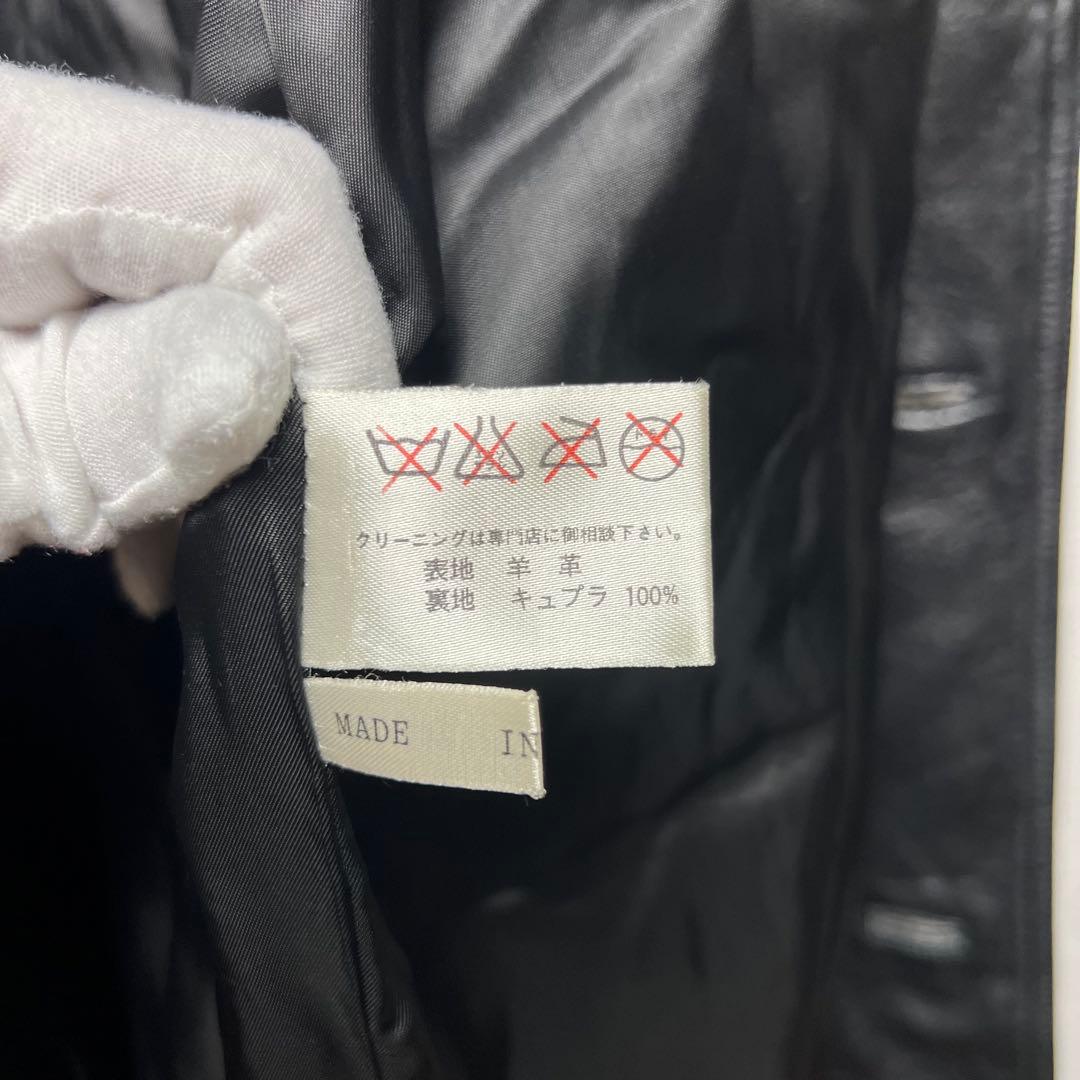 クリーニングは専門店に御相談下さい。
表地 羊 革
裏地 キュプラ 100%
MADE IN